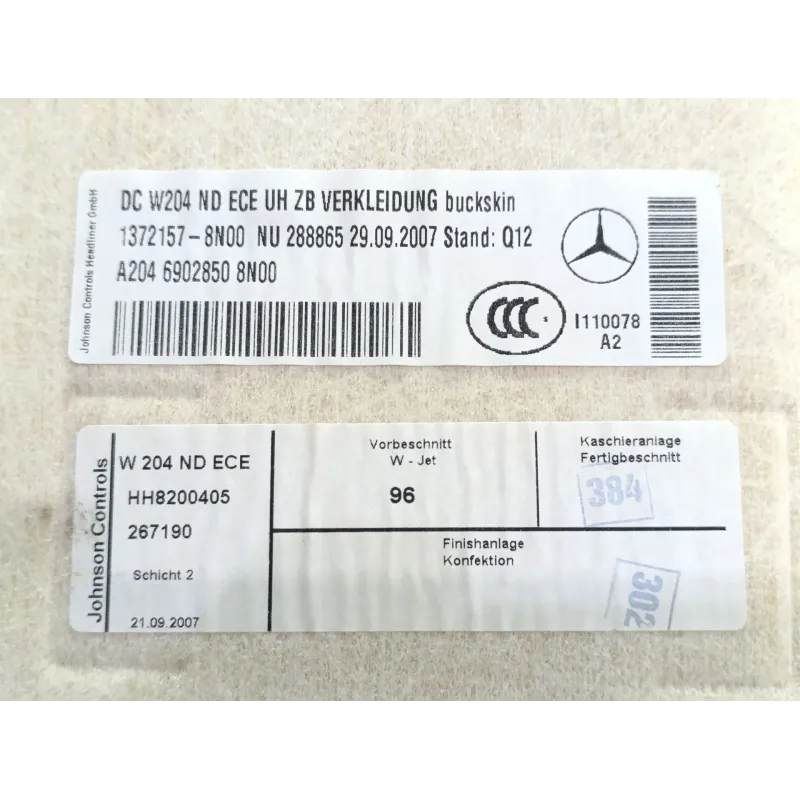 Johnson Controls Headliner GmbH
DC W204 ND ECE UH ZB VERKLEIDUNG buckskin
1372157-8N00 NU 288865 29.09.2007 Stand: Q12
A204 6902850 8N00
CCC S
I110078
A2
Johnson Controls
W 204 ND ECE
HH8200405
267190
Schicht 2
21.09.2007
Vorbeschnitt
W - Jet
96
Kaschieranlage
Fertigbeschnitt
384
Finishanlage
Konfektion
302